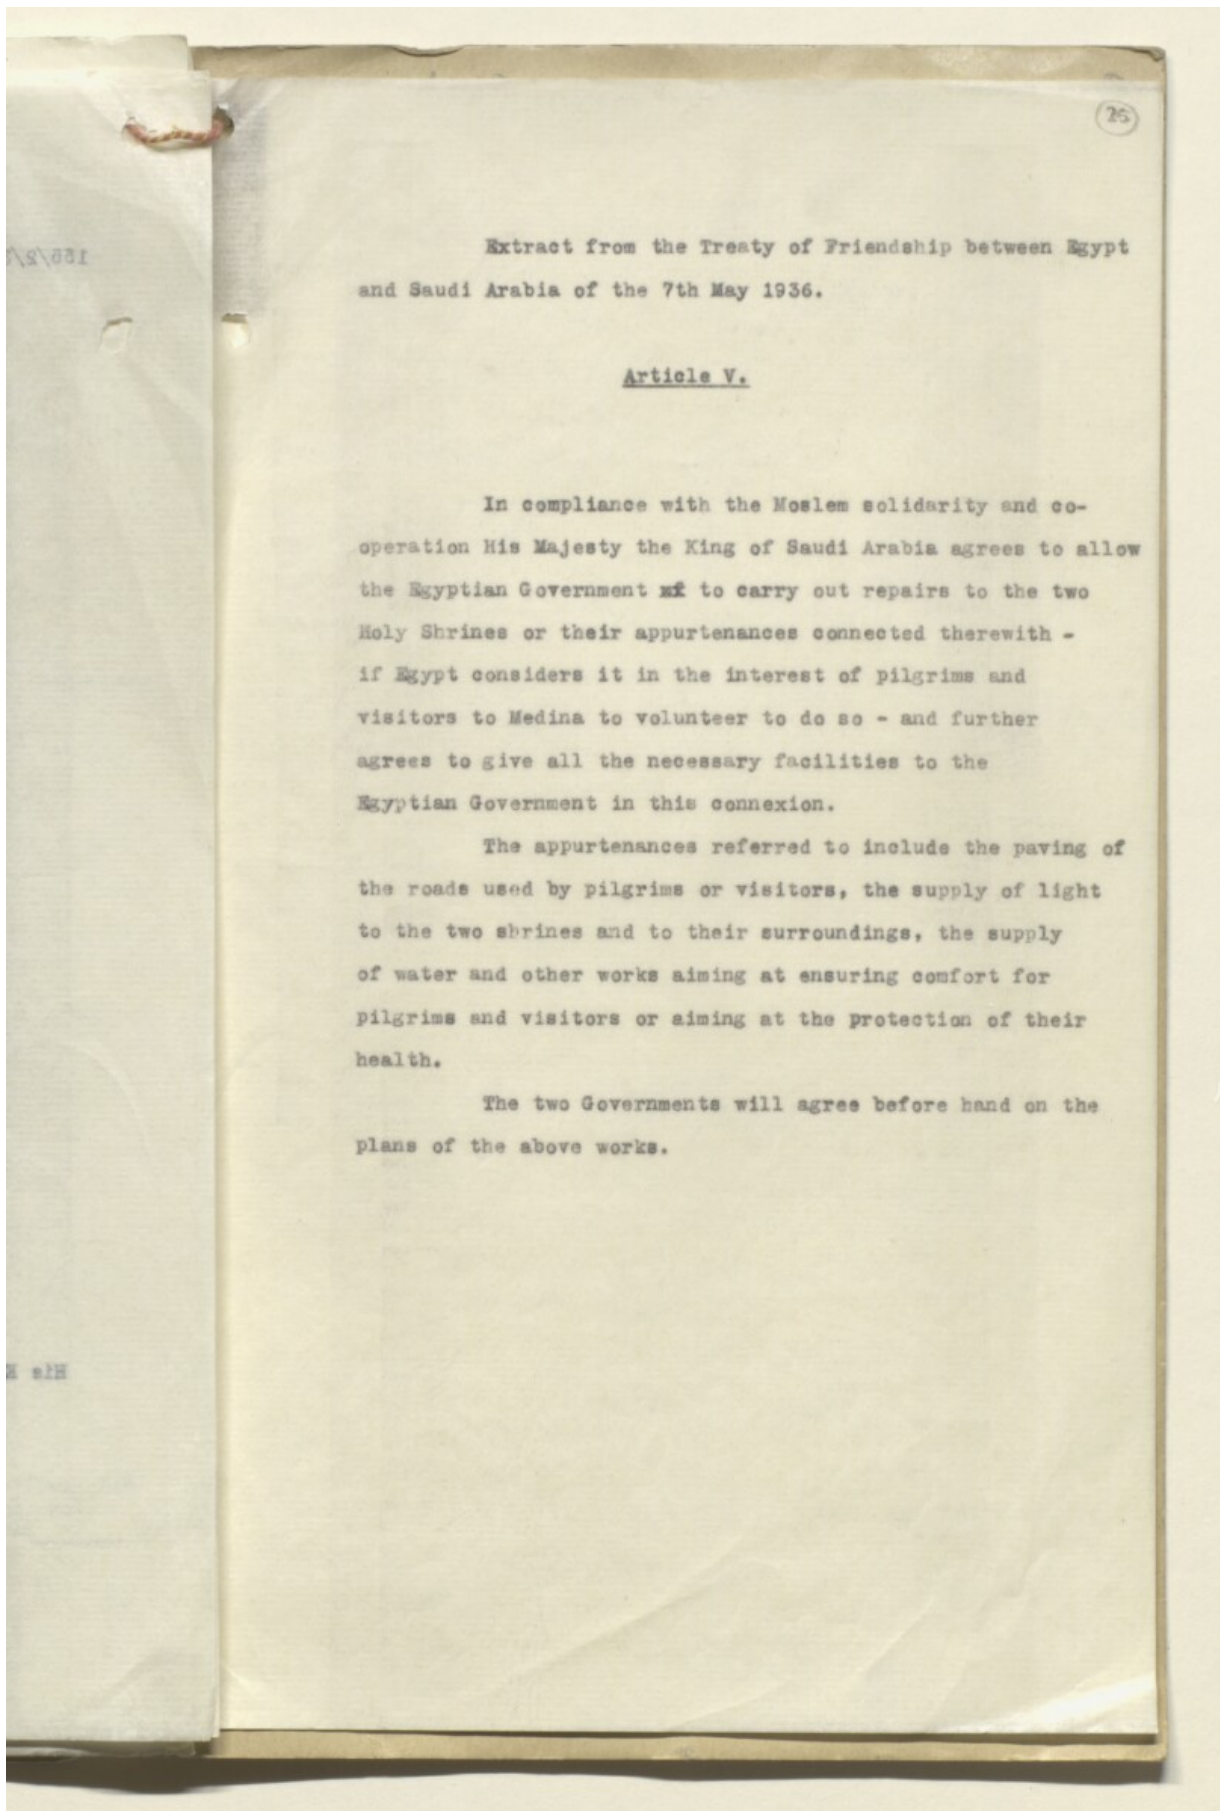 25
Extract from the Treaty of Friendship between Egypt
and Saudi Arabia of the 7th May 1936.
Article V.
In compliance with the Moslem solidarity and co-
operation His Majesty the King of Saudi Arabia agrees to allow
the Egyptian Government to carry out repairs to the two
Holy Shrines or their appurtenances connected therewith -
if Egypt considers it in the interest of pilgrims and
visitors to Medina to volunteer to do so - and further
agrees to give all the necessary facilities to the
Egyptian Government in this connexion.
The appurtenances referred to include the paving of
the roads used by pilgrims or visitors, the supply of light
to the two shrines and to their surroundings, the supply
of water and other works aiming at ensuring comfort for
pilgrims and visitors or aiming at the protection of their
health.
The two Governments will agree before hand on the
plans of the above works.
155/2/
His